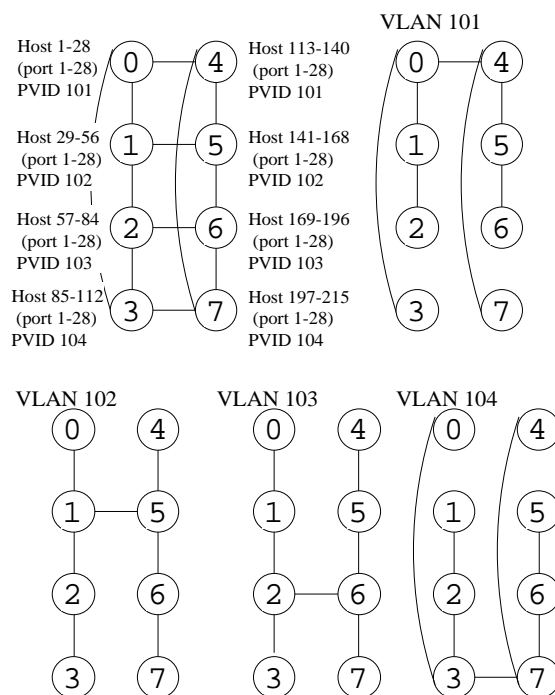 VLAN 101
Host 1-28
(port 1-28)
PVID 101
0
4
Host 113-140
(port 1-28)
PVID 101
0
4
Host 29-56
(port 1-28)
PVID 102
1
5
Host 141-168
(port 1-28)
PVID 102
1
5
Host 57-84
(port 1-28)
PVID 103
2
6
Host 169-196
(port 1-28)
PVID 103
2
6
Host 85-112
(port 1-28)
PVID 104
3
7
Host 197-215
(port 1-28)
PVID 104
3
7
VLAN 102
0
4
1
5
2
6
3
7
VLAN 103
0
4
1
5
2
6
3
7
VLAN 104
0
4
1
5
2
6
3
7